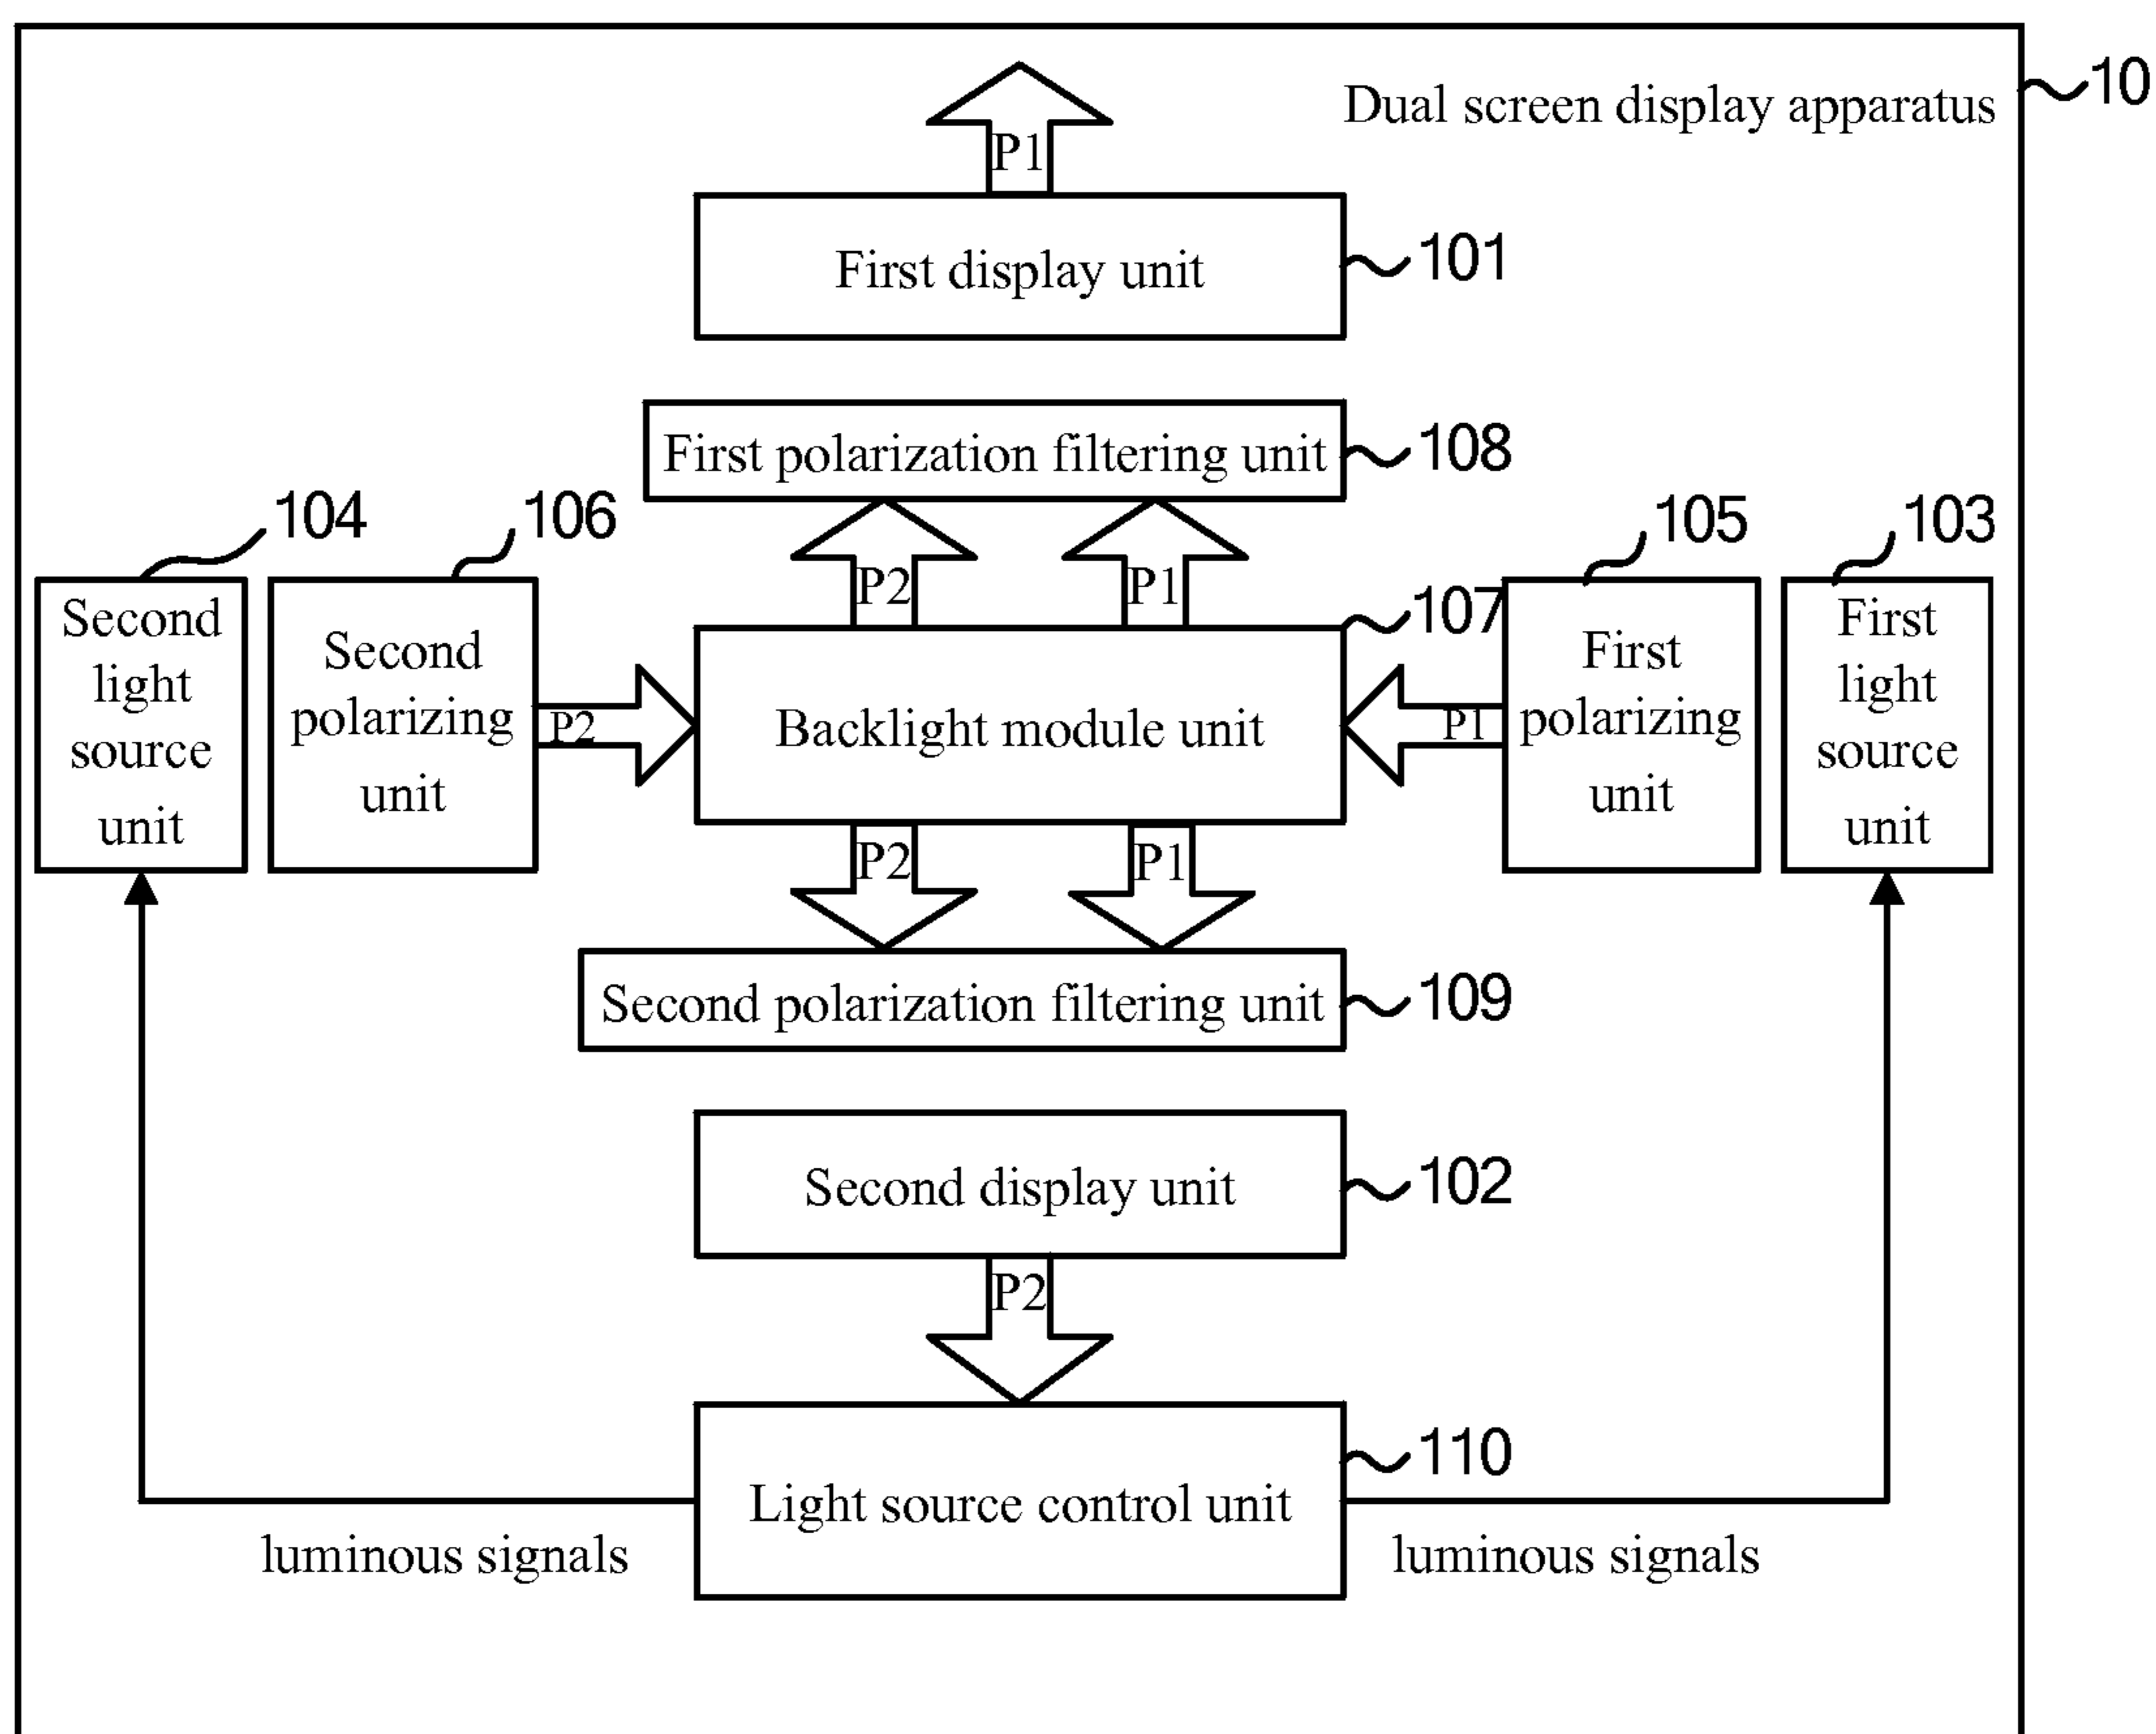 10
Dual screen display apparatus
P1
First display unit
101
First polarization filtering unit
108
104
106
105
103
P2
P1
107
Second
light
source
unit
Second
polarizing
unit
P2
Backlight module unit
P1
First
polarizing
unit
First
light
source
unit
P2
P1
Second polarization filtering unit
109
Second display unit
102
P2
Light source control unit
110
luminous signals
luminous signals